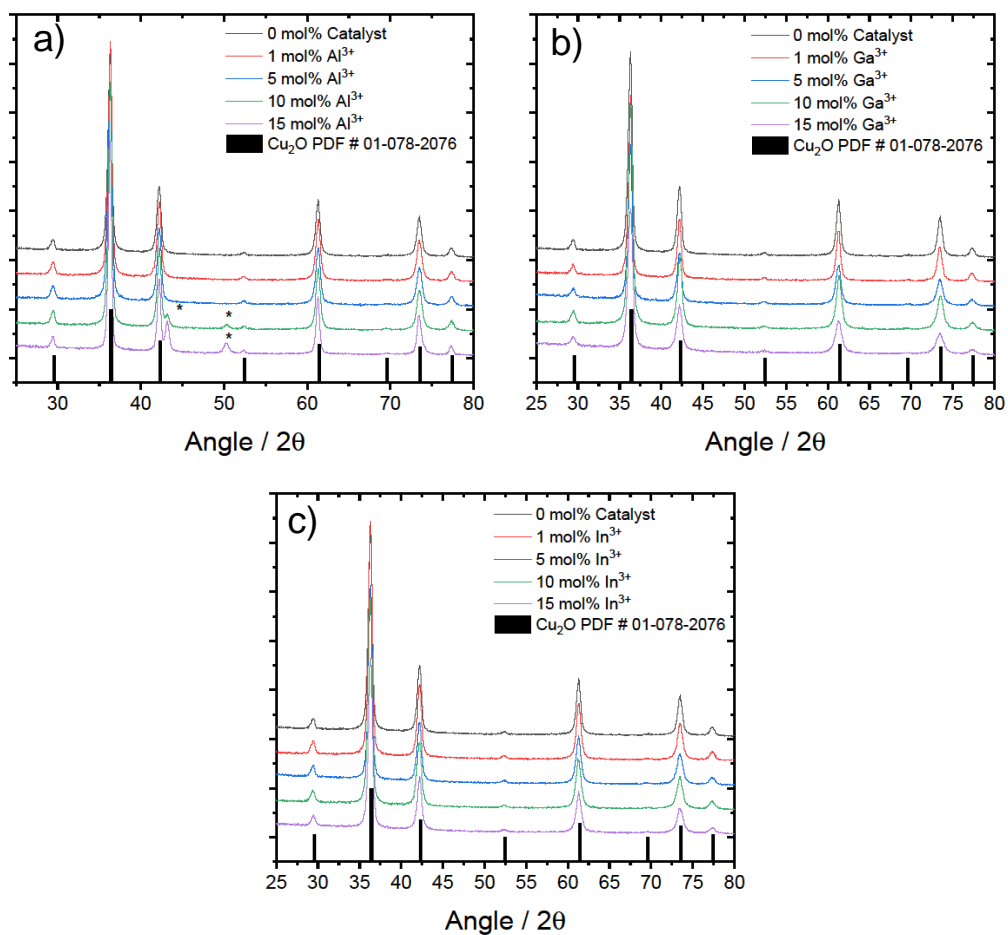 a)
0 mol% Catalyst
1 mol% Al³⁺
5 mol% Al³⁺
10 mol% Al³⁺
15 mol% Al³⁺
Cu₂O PDF # 01-078-2076
*
*
*
30 40 50 60 70 80
Angle / 2θ
b)
0 mol% Catalyst
1 mol% Ga³⁺
5 mol% Ga³⁺
10 mol% Ga³⁺
15 mol% Ga³⁺
Cu₂O PDF # 01-078-2076
25 30 35 40 45 50 55 60 65 70 75 80
Angle / 2θ
c)
0 mol% Catalyst
1 mol% In³⁺
5 mol% In³⁺
10 mol% In³⁺
15 mol% In³⁺
Cu₂O PDF # 01-078-2076
25 30 35 40 45 50 55 60 65 70 75 80
Angle / 2θ